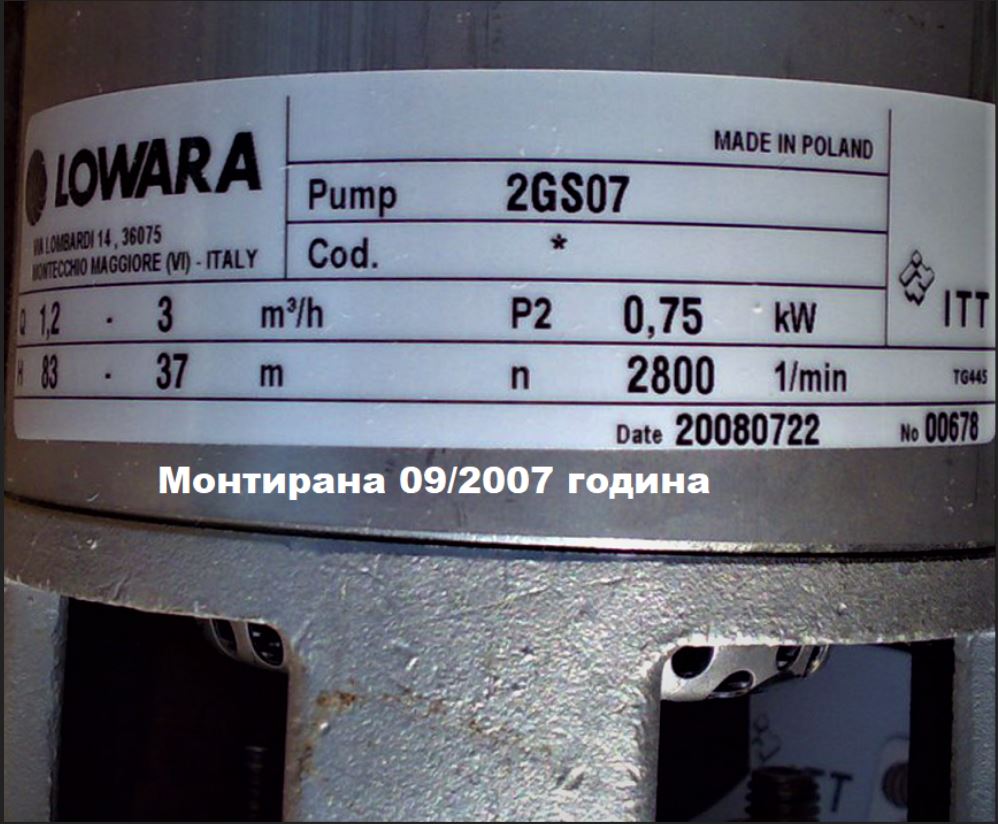 LOWARA
VIA LOMBARDI 14, 36075
MONTECCHIO MAGGIORE (VI) - ITALY
MADE IN POLAND
Pump 2GS07
Cod. *
Q 1,2 - 3 m³/h P2 0,75 kW
H 83 - 37 m n 2800 1/min
ITT
TG445
Date 20080722 No 00678
Монтирана 09/2007 година